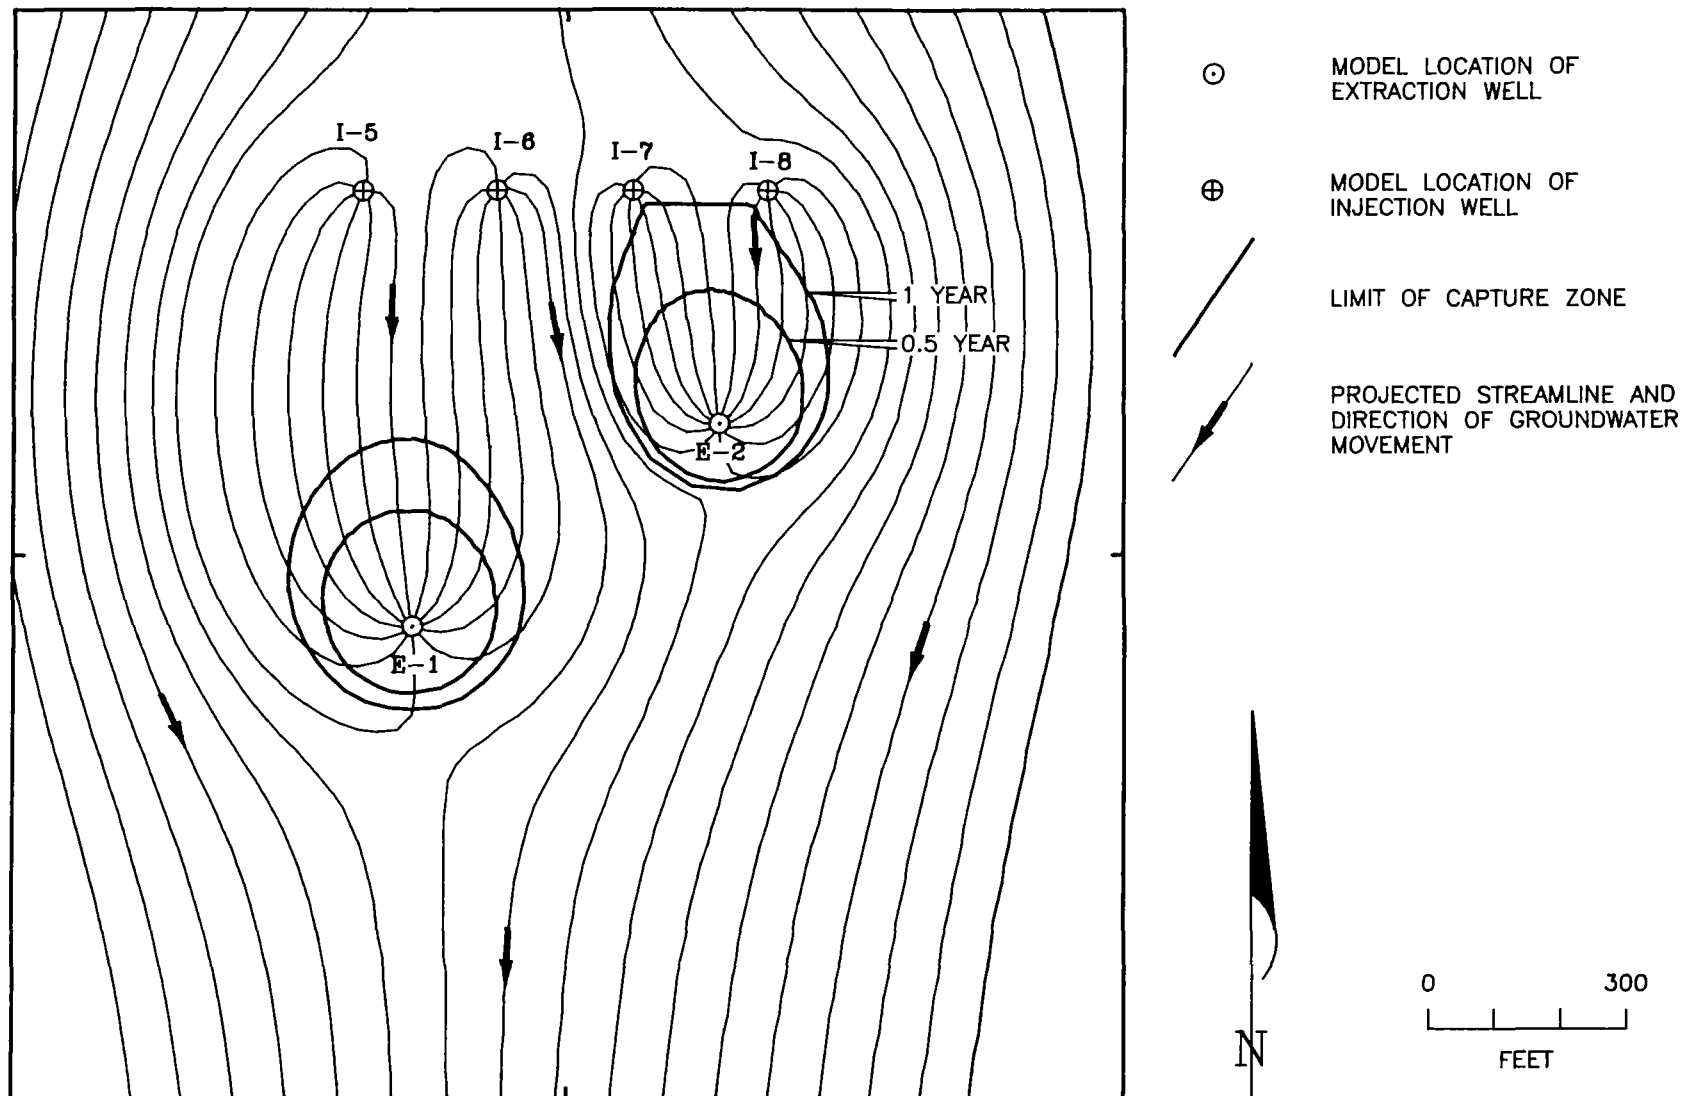 I-5
I-6
I-7
I-8
1 YEAR
0.5 YEAR
E-2
E-1
MODEL LOCATION OF
EXTRACTION WELL
MODEL LOCATION OF
INJECTION WELL
LIMIT OF CAPTURE ZONE
PROJECTED STREAMLINE AND
DIRECTION OF GROUNDWATER
MOVEMENT
N
0 300
FEET